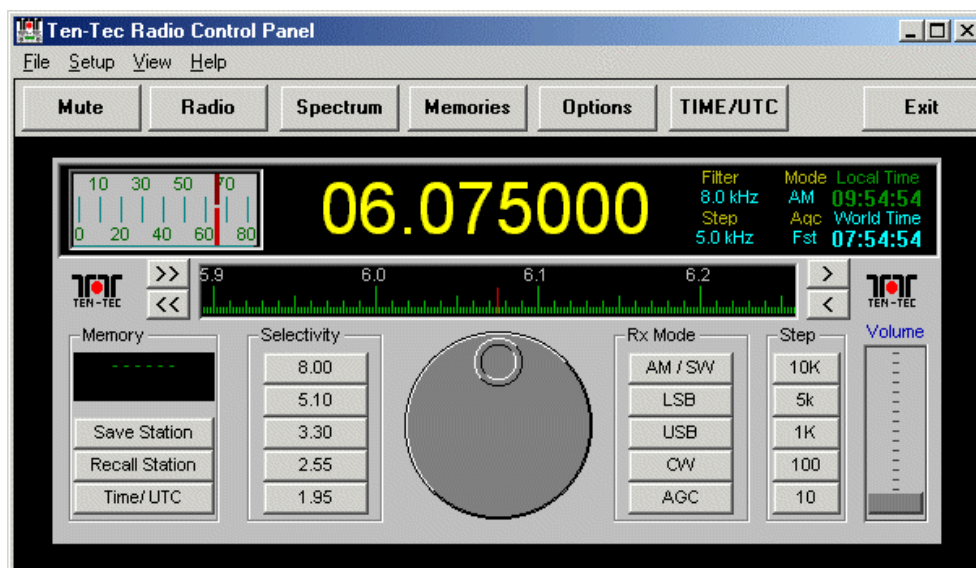 Ten-Tec Radio Control Panel
File Setup View Help
Mute Radio Spectrum Memories Options TIME/UTC Exit
10 30 50 70
0 20 40 60 80
06.075000
Filter Mode Local Time
8.0 kHz AM 09:54:54
Step Agc World Time
5.0 kHz Fst 07:54:54
TEN-TEC >> 5.9 6.0 6.1 6.2 > TEN-TEC
<< <
Memory Selectivity Rx Mode Step Volume
------ 8.00 AM / SW 10K
5.10 LSB 5k
Save Station 3.30 USB 1K
Recall Station 2.55 CW 100
Time/ UTC 1.95 AGC 10